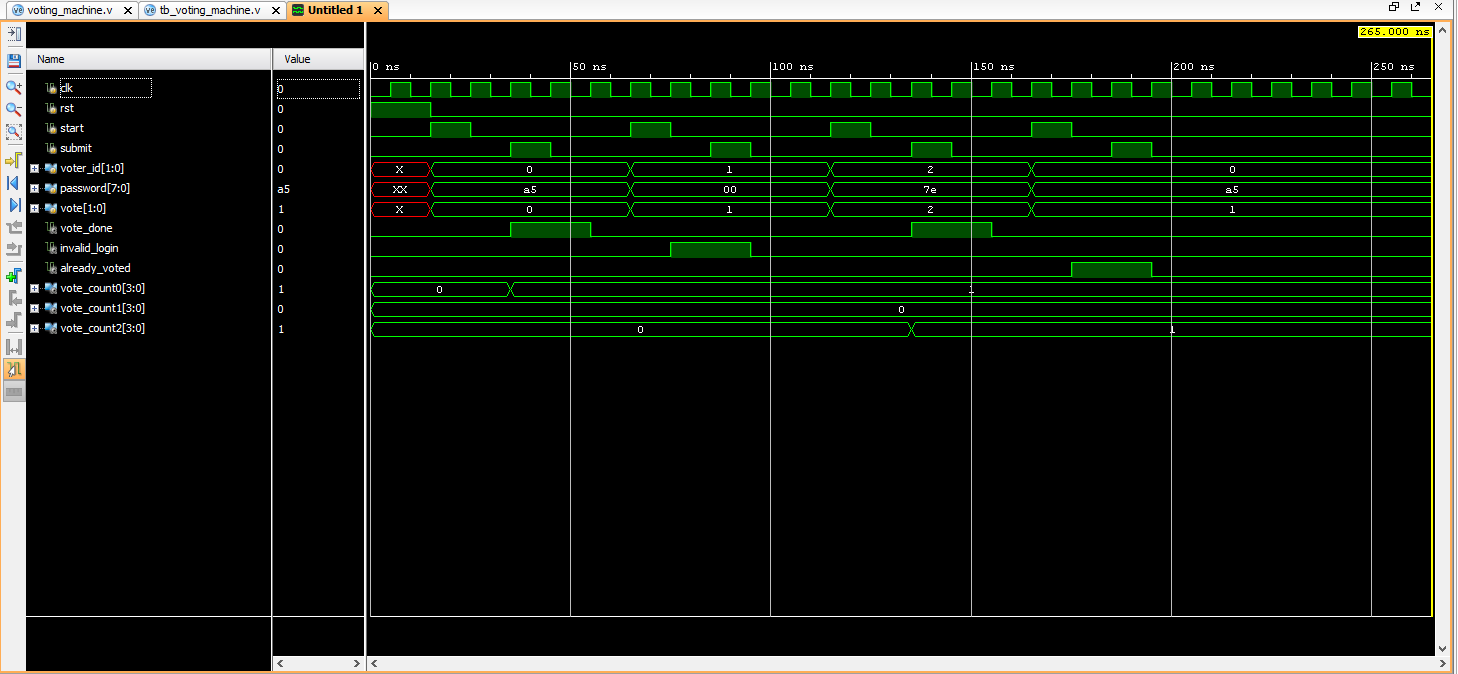 voting_machine.v × tb_voting_machine.v × Untitled 1 ×
265.000 ns
Name Value
0 ns 50 ns 100 ns 150 ns 200 ns 250 ns
clk 0
rst 0
start 0
submit 0
voter_id[1:0] 0 X 0 1 2 0
password[7:0] a5 XX a5 00 7e a5
vote[1:0] 1 X 0 1 2 1
vote_done 0
invalid_login 0
already_voted 0
vote_count0[3:0] 1 0 1
vote_count1[3:0] 0 0
vote_count2[3:0] 1 0 1